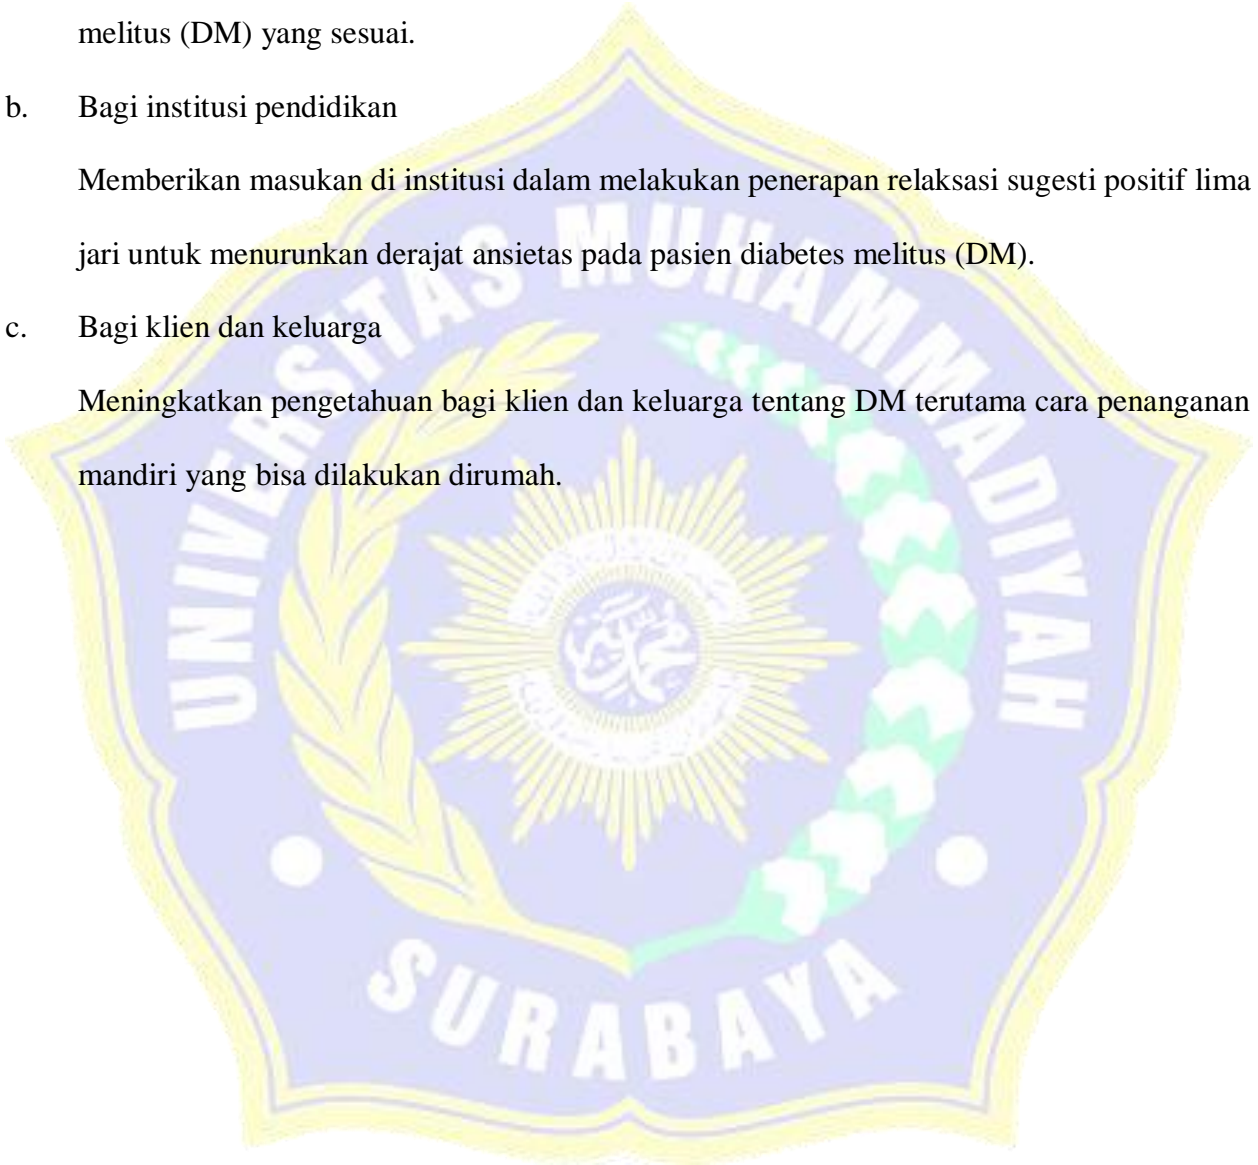 melitus (DM) yang sesuai.
b. Bagi institusi pendidikan
Memberikan masukan di institusi dalam melakukan penerapan relaksasi sugesti positif lima
jari untuk menurunkan derajat ansietas pada pasien diabetes melitus (DM).
c. Bagi klien dan keluarga
Meningkatkan pengetahuan bagi klien dan keluarga tentang DM terutama cara penanganan
mandiri yang bisa dilakukan dirumah.
UNIVERSITAS MUHAMMADIYAH
SURABAYA